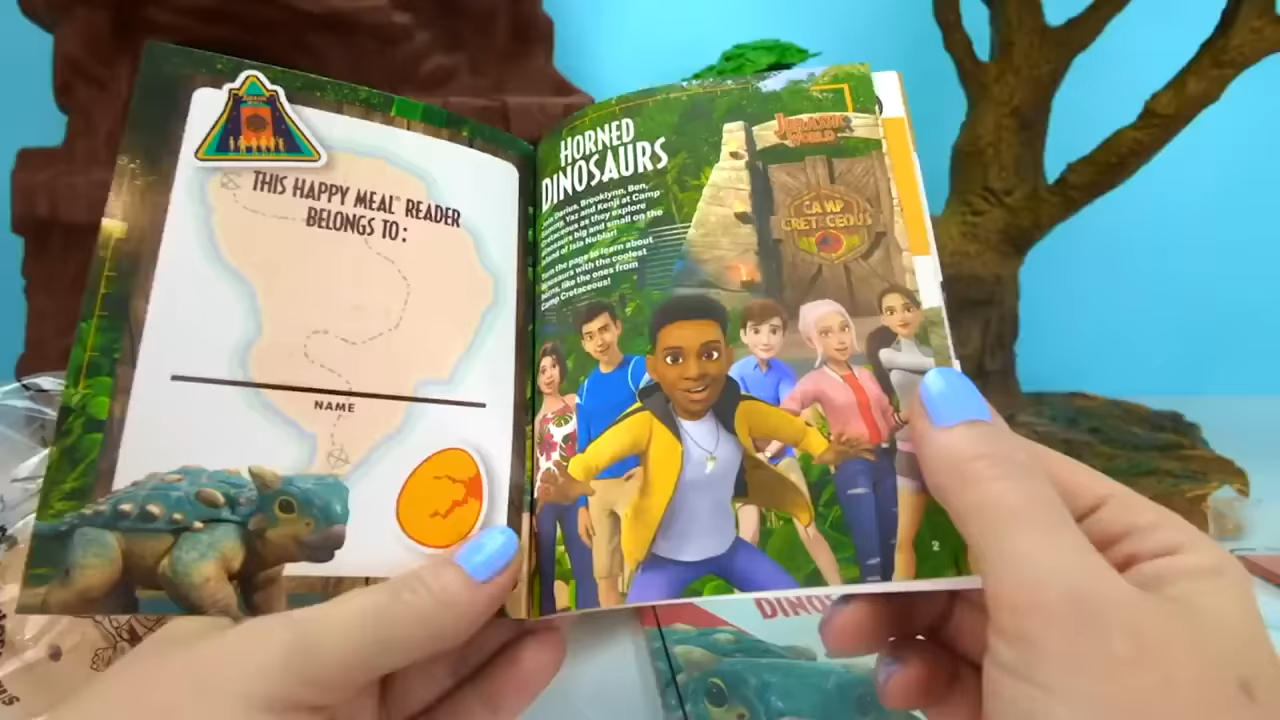 THIS HAPPY MEAL™ READER
BELONGS TO:
NAME
HORNED
DINOSAURS
Join Darius, Brooklynn, Ben,
Sammy, Yaz and Kenji at Camp
Cretaceous as they explore
dinosaurs big and small on the
island of Isla Nublar!
Turn the page to learn about
dinosaurs with the coolest
horns, like the ones from
Camp Cretaceous!
JURASSIC
WORLD
CAMP
CRETACEOUS
2